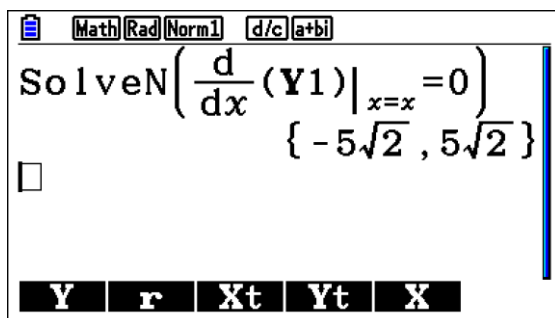 Math Rad Norm1 d/c a+bi
SolveN(d/dx(Y1)|x=x=0)
{-5√2,5√2}
Y r Xt Yt X